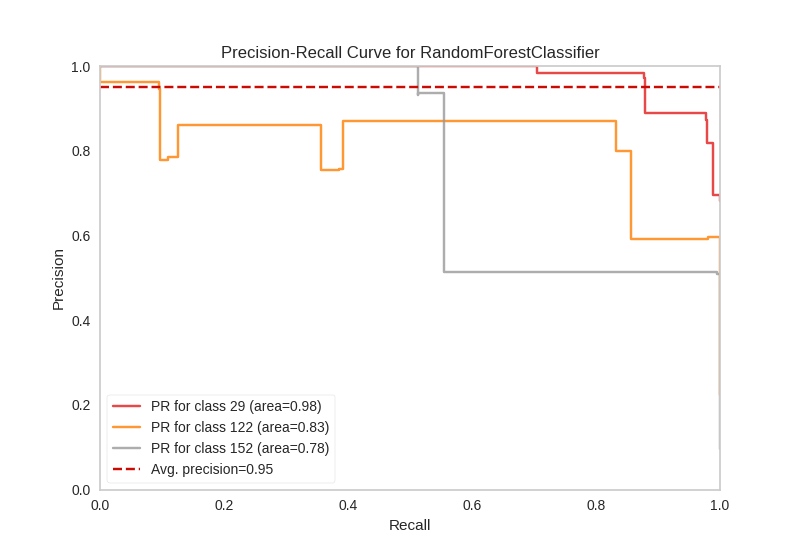 Precision-Recall Curve for RandomForestClassifier
1.0
0.8
0.6
0.4
0.2
0.0
Precision
PR for class 29 (area=0.98)
PR for class 122 (area=0.83)
PR for class 152 (area=0.78)
Avg. precision=0.95
0.0 0.2 0.4 0.6 0.8 1.0
Recall